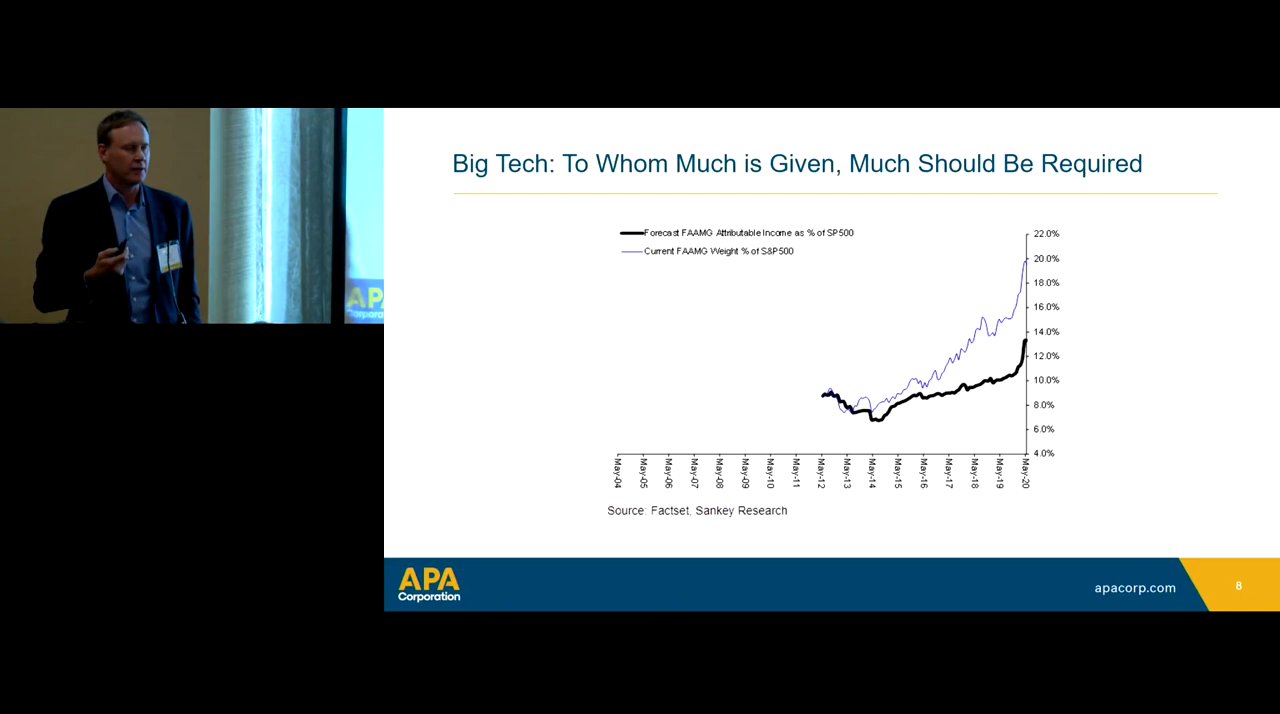 Big Tech: To Whom Much is Given, Much Should Be Required
Forecast FAAMG Attributable Income as % of SP500
Current FAAMG Weight % of S&P500
22.0%
20.0%
18.0%
16.0%
14.0%
12.0%
10.0%
8.0%
6.0%
4.0%
May-04
May-05
May-06
May-07
May-08
May-09
May-10
May-11
May-12
May-13
May-14
May-15
May-16
May-17
May-18
May-19
May-20
Source: Factset, Sankey Research
APA
Corporation
apacorp.com
8